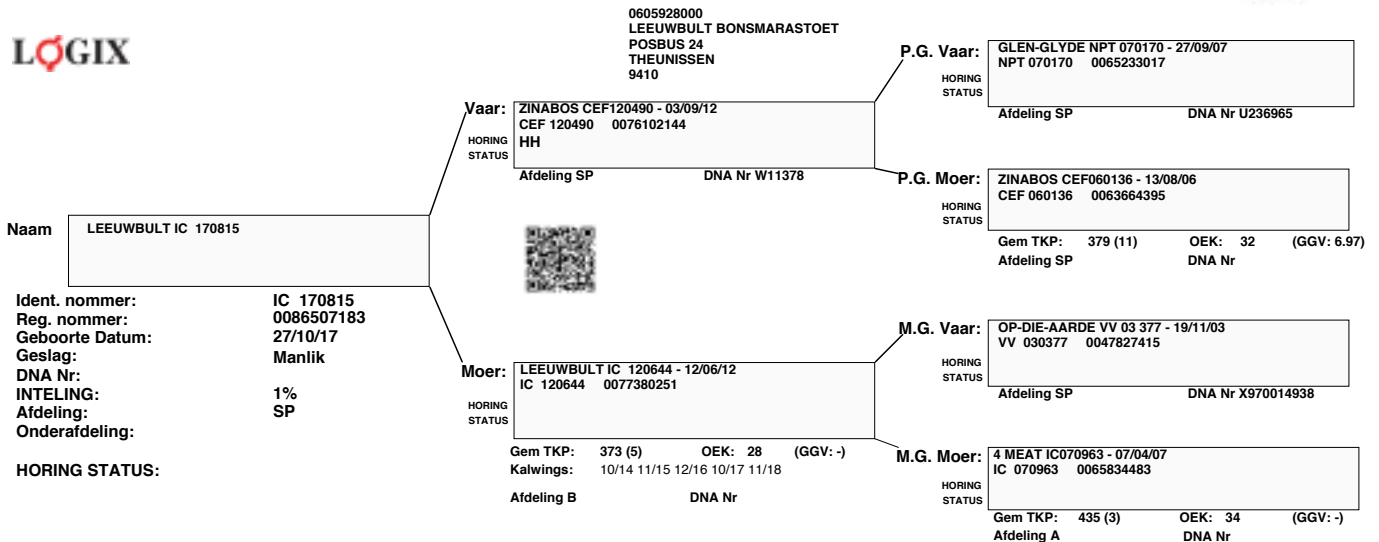 LOGIX
0605928000
LEEUWBULT BONSMARASTOET
POSBUS 24
THEUNISSEN
9410
Naam
LEEUWBULT IC 170815
Ident. nommer: IC 170815
Reg. nommer: 0086507183
Geboorte Datum: 27/10/17
Geslag: Manlik
DNA Nr:
INTELING: 1%
Afdeling: SP
Onderafdeling:
HORING STATUS:
Vaar:
ZINABOS CEF120490 - 03/09/12
CEF 120490 0076102144
HORING
STATUS
HH
Afdeling SP DNA Nr W11378
Moer:
LEEUWBULT IC 120644 - 12/06/12
IC 120644 0077380251
HORING
STATUS
Gem TKP: 373 (5) OEK: 28 (GGV: -)
Kalwings: 10/14 11/15 12/16 10/17 11/18
Afdeling B DNA Nr
P.G. Vaar:
GLEN-GLYDE NPT 070170 - 27/09/07
NPT 070170 0065233017
HORING
STATUS
Afdeling SP DNA Nr U236965
P.G. Moer:
ZINABOS CEF060136 - 13/08/06
CEF 060136 0063664395
HORING
STATUS
Gem TKP: 379 (11) OEK: 32 (GGV: 6.97)
Afdeling SP DNA Nr
M.G. Vaar:
OP-DIE-AARDE VV 03 377 - 19/11/03
VV 030377 0047827415
HORING
STATUS
Afdeling SP DNA Nr X970014938
M.G. Moer:
4 MEAT IC070963 - 07/04/07
IC 070963 0065834483
HORING
STATUS
Gem TKP: 435 (3) OEK: 34 (GGV: -)
Afdeling A DNA Nr